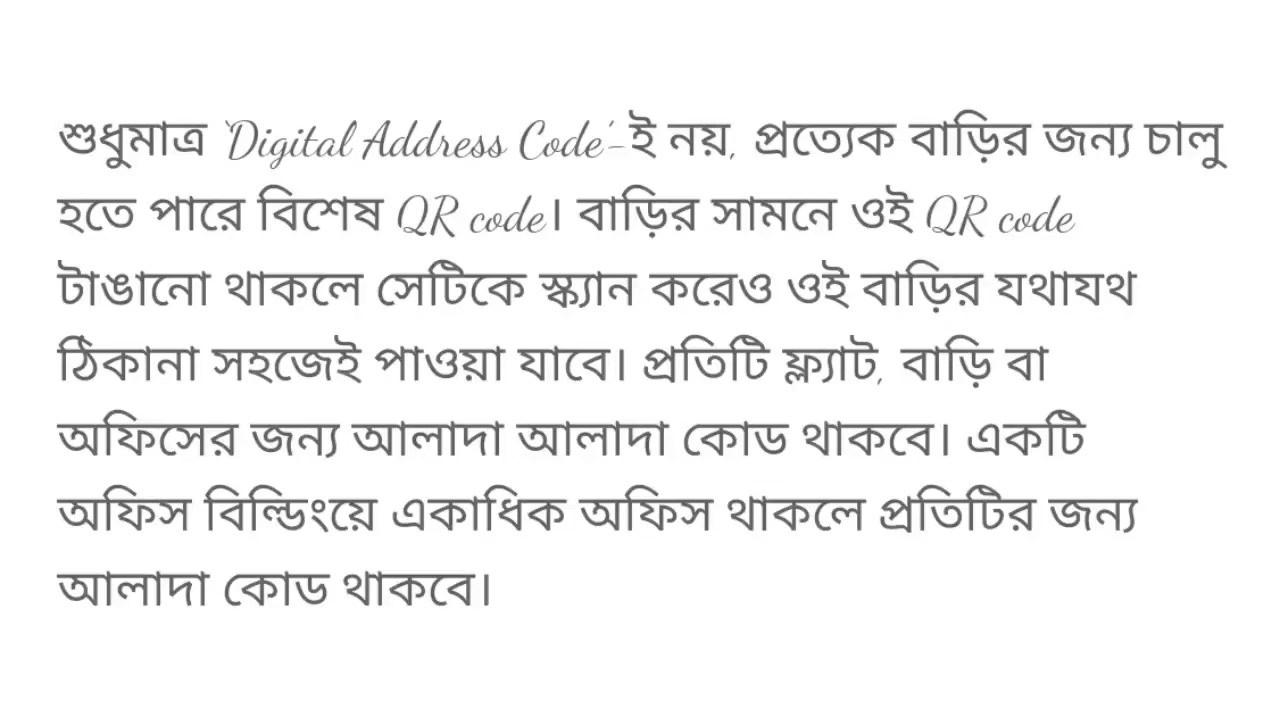 শুধুমাত্র ‘Digital Address Code’-ই নয়, প্রত্যেক বাড়ির জন্য চালু
হতে পারে বিশেষ QR code। বাড়ির সামনে ওই QR code
টাঙানো থাকলে সেটিকে স্ক্যান করেও ওই বাড়ির যথাযথ
ঠিকানা সহজেই পাওয়া যাবে। প্রতিটি ফ্ল্যাট, বাড়ি বা
অফিসের জন্য আলাদা আলাদা কোড থাকবে। একটি
অফিস বিল্ডিংয়ে একাধিক অফিস থাকলে প্রতিটির জন্য
আলাদা কোড থাকবে।